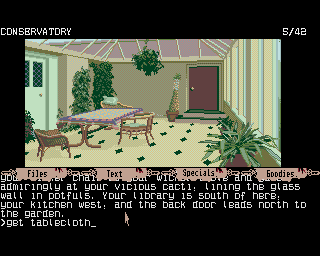 CONSERVATORY 5/42
Files Text Specials Goodies
admiringly at your vicious cacti; lining the glass
wall in potfuls. Your library is south of here;
your kitchen west; and the back door leads north to
the garden.
>get tablecloth_